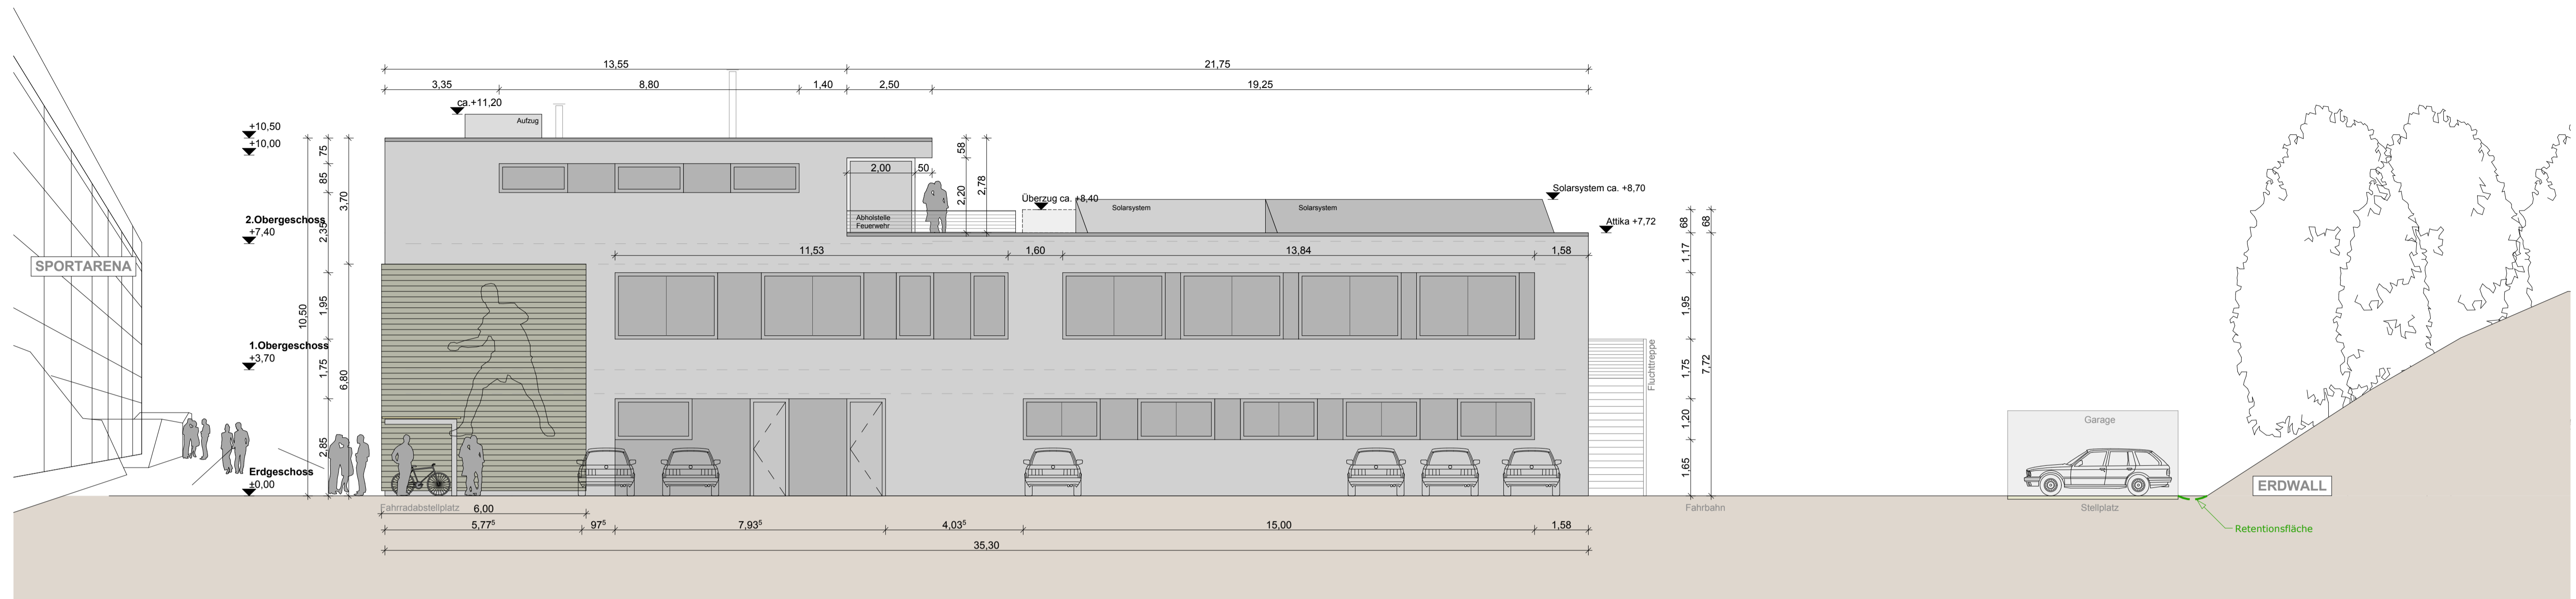 13,55
21,75
3,35
8,80
1,40
2,50
19,25
ca.+11,20
Aufzug
+10,50
+10,00
75
85
3,70
2,35
10,50
1,95
1,75
6,80
2,85
2.Obergeschoss
+7,40
1.Obergeschoss
+3,70
Erdgeschoss
±0,00
SPORTARENA
2,00
50
58
2,20
2,78
Abholstelle
Feuerwehr
Überzug ca. +8,40
Solarsystem
Solarsystem
Solarsystem ca. +8,70
Attika +7,72
11,53
1,60
13,84
1,58
68
68
1,17
1,95
1,75
7,72
1,20
1,65
Fluchttreppe
Garage
ERDWALL
Fahrradabstellplatz
6,00
Fahrbahn
Stellplatz
Retentionsfläche
5,77⁵
97⁵
7,93⁵
4,03⁵
15,00
1,58
35,30